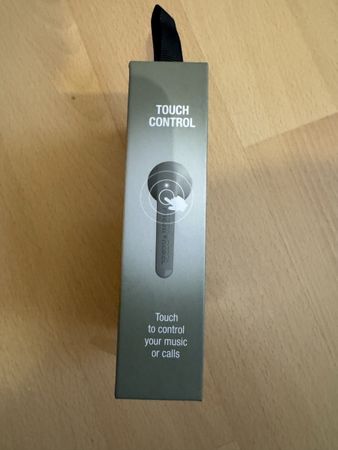 TOUCH
CONTROL
Touch
to control
your music
or calls